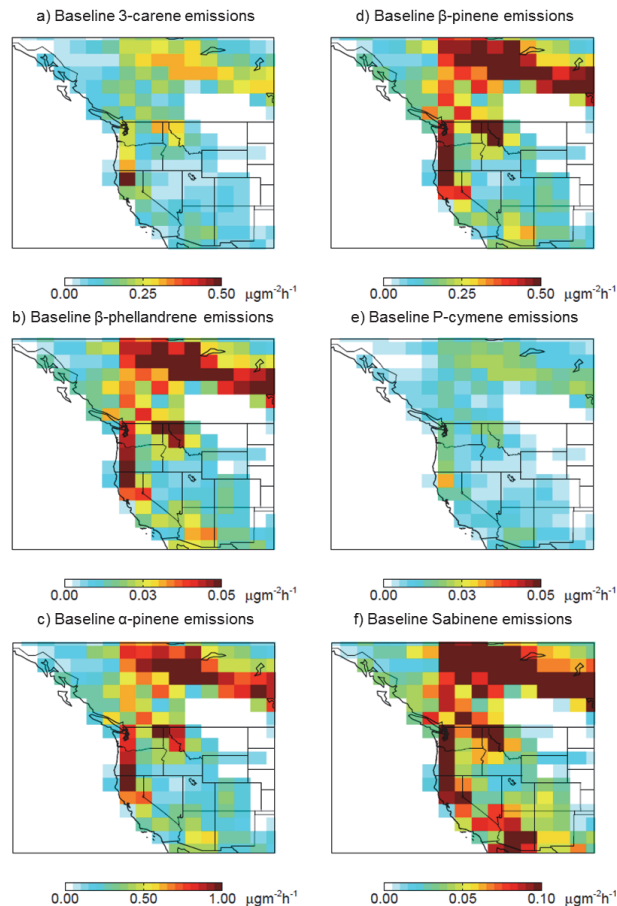 a) Baseline 3-carene emissions
0.00 0.25 0.50 μgm⁻²h⁻¹
b) Baseline β-phellandrene emissions
0.00 0.03 0.05 μgm⁻²h⁻¹
c) Baseline α-pinene emissions
0.00 0.50 1.00 μgm⁻²h⁻¹
d) Baseline β-pinene emissions
0.00 0.25 0.50 μgm⁻²h⁻¹
e) Baseline P-cymene emissions
0.00 0.03 0.05 μgm⁻²h⁻¹
f) Baseline Sabinene emissions
0.00 0.05 0.10 μgm⁻²h⁻¹